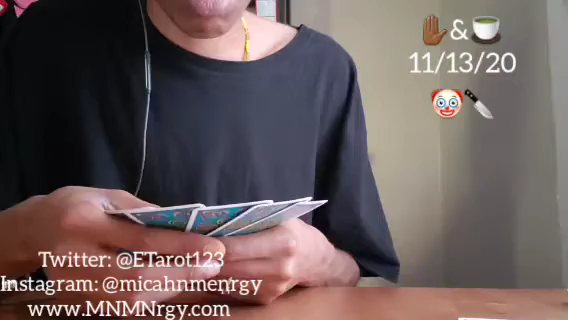 ✋🏾&🍵
11/13/20
🤡🔪
Twitter: @ETarot123
Instagram: @micahnmenrgy
www.MNMNrgy.com